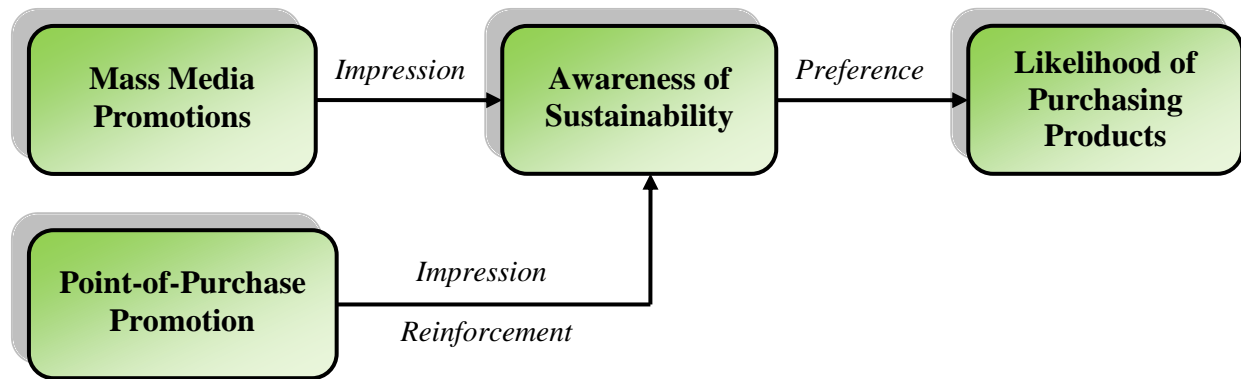 Mass Media
Promotions
Impression
Awareness of
Sustainability
Preference
Likelihood of
Purchasing
Products
Point-of-Purchase
Promotion
Impression
Reinforcement